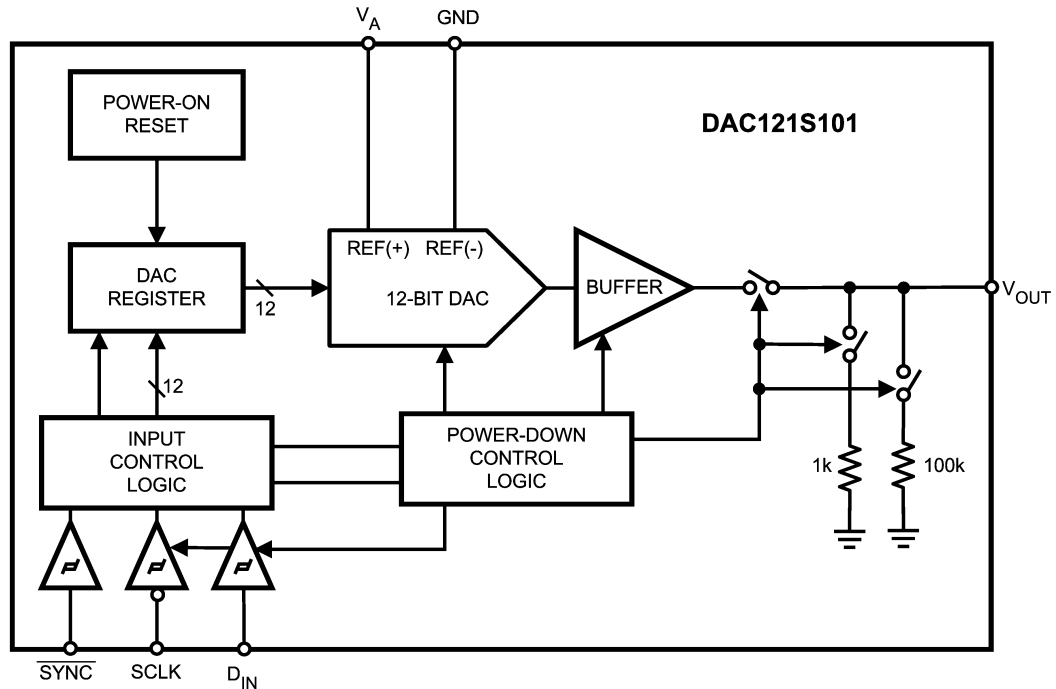 V_A
GND
POWER-ON
RESET
DAC121S101
REF(+)
REF(-)
DAC
REGISTER
12
12-BIT DAC
BUFFER
V_OUT
12
INPUT
CONTROL
LOGIC
POWER-DOWN
CONTROL
LOGIC
1k
100k
SYNC
SCLK
D_IN